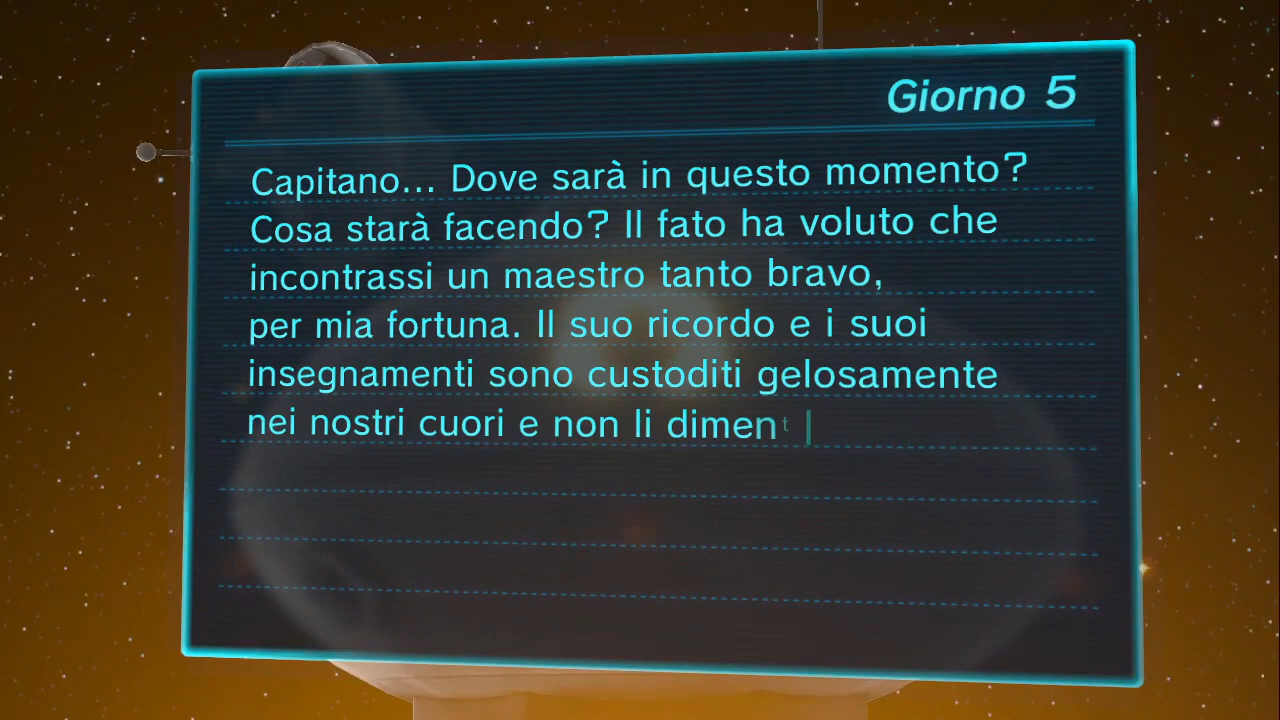 Giorno 5
Capitano... Dove sarà in questo momento?
Cosa starà facendo? Il fato ha voluto che
incontrassi un maestro tanto bravo,
per mia fortuna. Il suo ricordo e i suoi
insegnamenti sono custoditi gelosamente
nei nostri cuori e non li diment